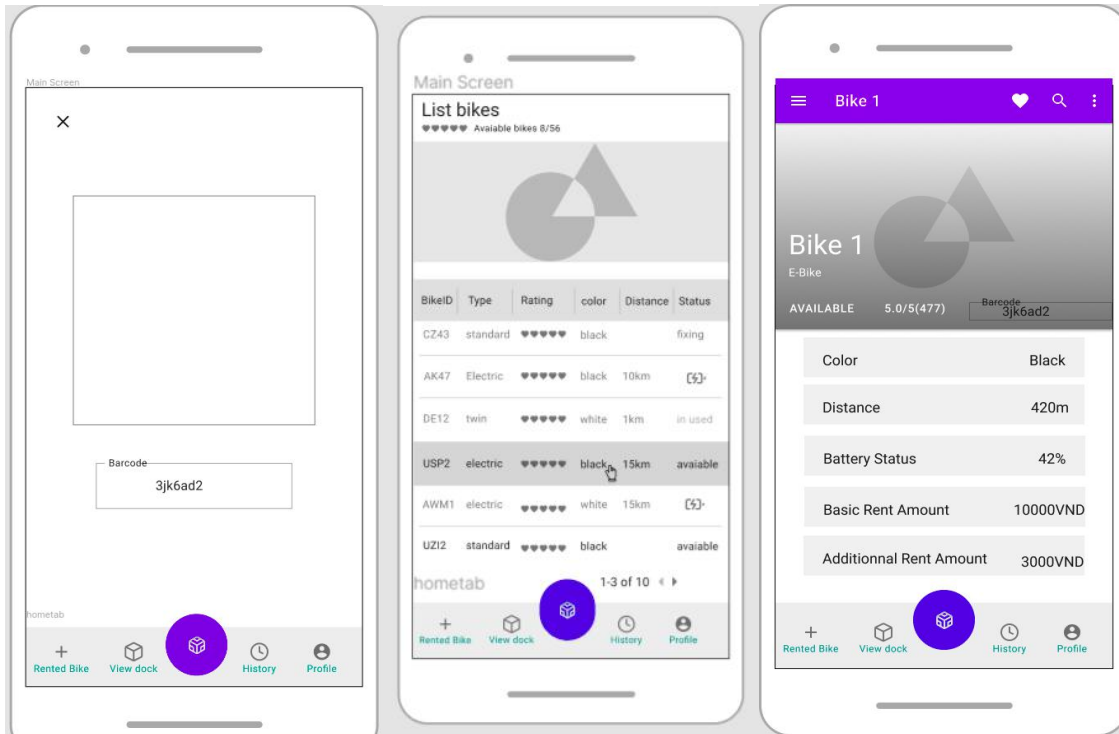 Main Screen
Barcode
3jk6ad2
hometab
Rented Bike View dock History Profile
Main Screen
List bikes
Avaiable bikes 8/56
BikeID Type Rating color Distance Status
CZ43 standard black fixing
AK47 Electric black 10km
DE12 twin white 1km in used
USP2 electric black 15km avaiable
AWM1 electric white 15km
UZI2 standard black avaiable
hometab 1-3 of 10
Rented Bike View dock History Profile
Bike 1
Bike 1
E-Bike
AVAILABLE 5.0/5(477) Barcode
3jk6ad2
Color Black
Distance 420m
Battery Status 42%
Basic Rent Amount 10000VND
Additionnal Rent Amount 3000VND
Rented Bike View dock History Profile